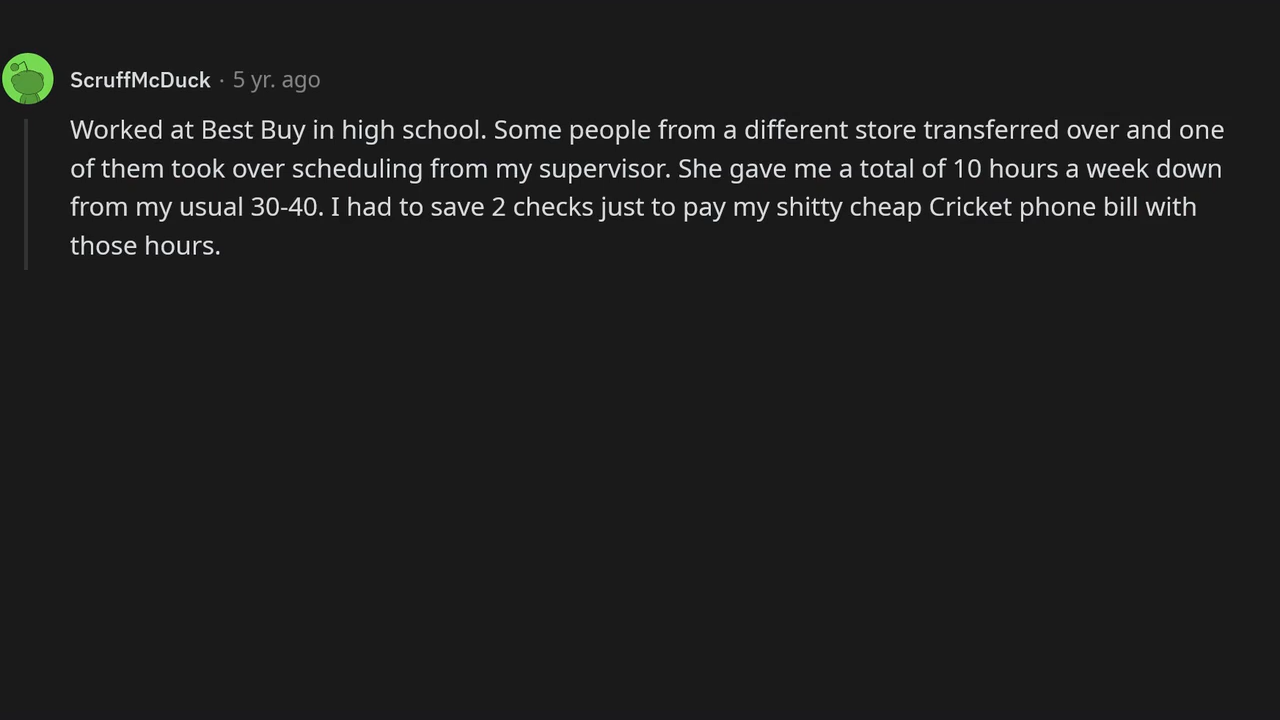 ScruffMcDuck · 5 yr. ago
Worked at Best Buy in high school. Some people from a different store transferred over and one
of them took over scheduling from my supervisor. She gave me a total of 10 hours a week down
from my usual 30-40. I had to save 2 checks just to pay my shitty cheap Cricket phone bill with
those hours.